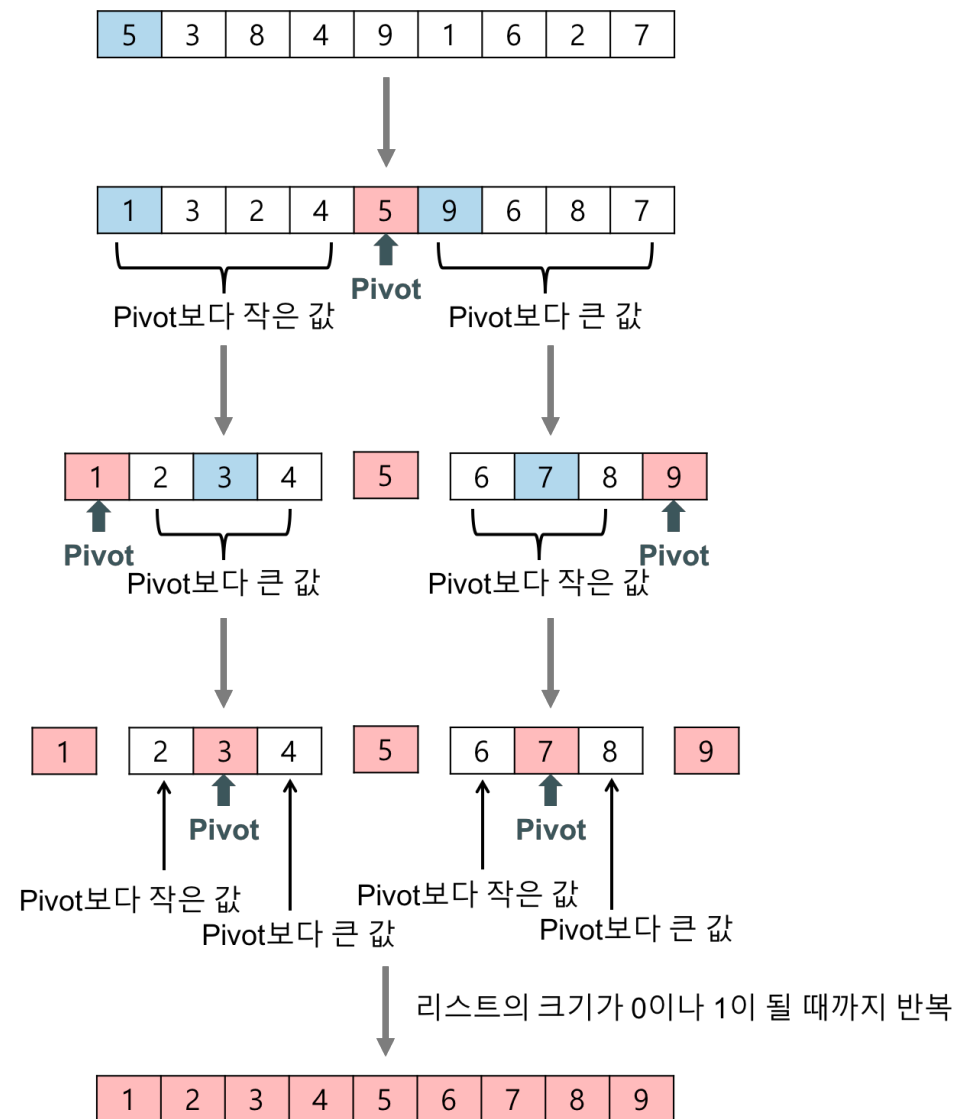 5 3 8 4 9 1 6 2 7
1 3 2 4 5 9 6 8 7
Pivot
Pivot보다 작은 값 Pivot보다 큰 값
1 2 3 4 5 6 7 8 9
Pivot Pivot
Pivot보다 큰 값 Pivot보다 작은 값
1 2 3 4 5 6 7 8 9
Pivot Pivot
Pivot보다 작은 값 Pivot보다 작은 값
Pivot보다 큰 값 Pivot보다 큰 값
리스트의 크기가 0이나 1이 될 때까지 반복
1 2 3 4 5 6 7 8 9